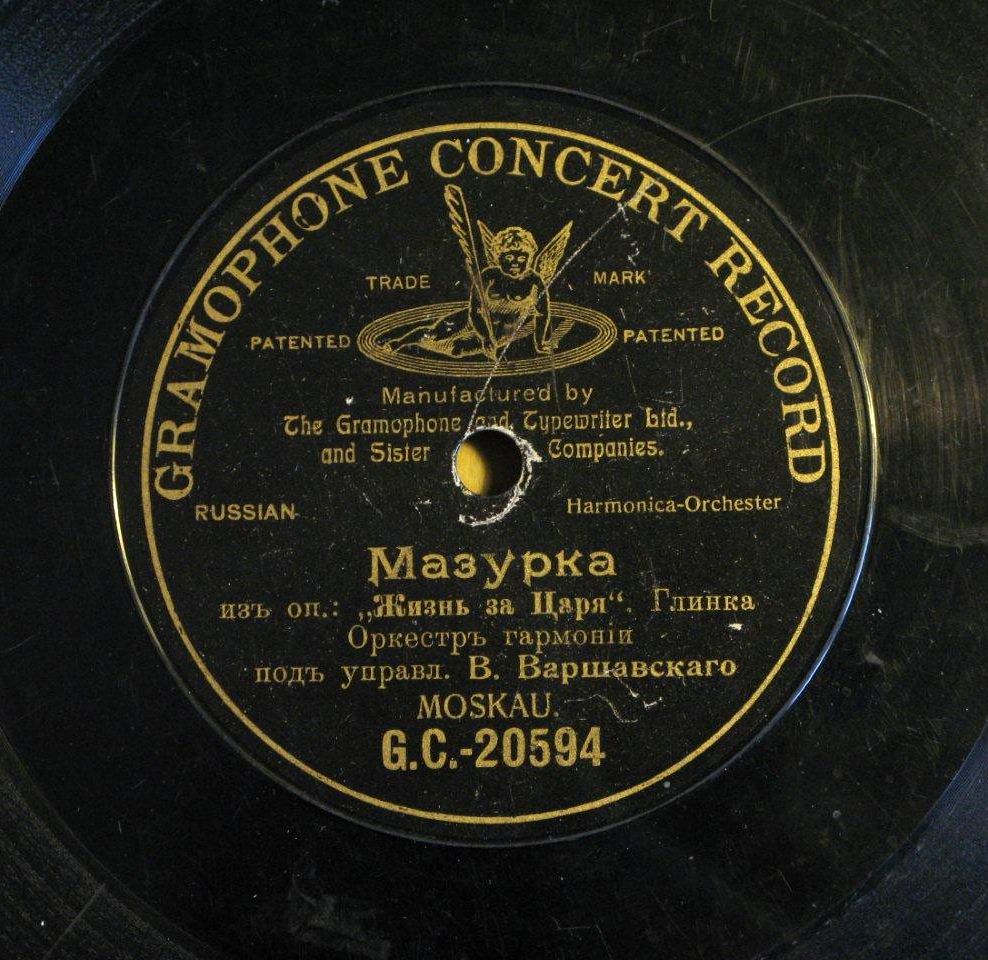 GRAMOPHONE CONCERT RECORD
TRADE MARK
PATENTED PATENTED
Manufactured by
The Gramophone and Typewriter Ltd.,
and Sister Companies.
RUSSIAN Harmonica-Orchester
Мазурка
изъ оп.: „Жизнь за Царя“. Глинка
Оркестръ гармоніи
подъ управл. В. Варшавскаго
MOSKAU.
G.C.-20594